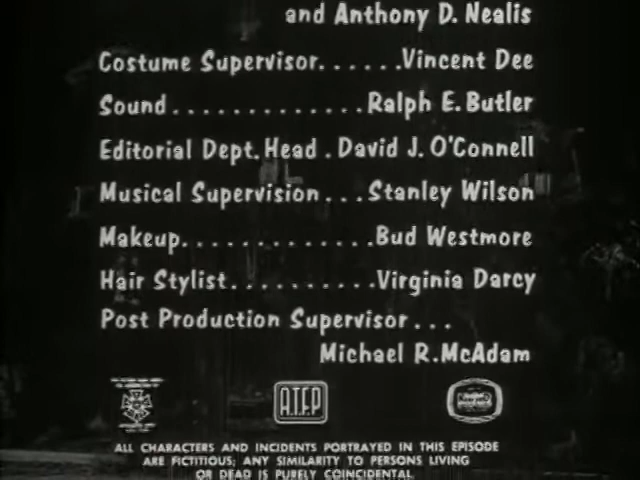 and Anthony D. Nealis
Costume Supervisor......Vincent Dee
Sound.............Ralph E. Butler
Editorial Dept. Head . David J. O'Connell
Musical Supervision ...Stanley Wilson
Makeup.............Bud Westmore
Hair Stylist..........Virginia Darcy
Post Production Supervisor...
Michael R. McAdam
A.T.F.P
ALL CHARACTERS AND INCIDENTS PORTRAYED IN THIS EPISODE
ARE FICTITIOUS; ANY SIMILARITY TO PERSONS LIVING
OR DEAD IS PURELY COINCIDENTAL